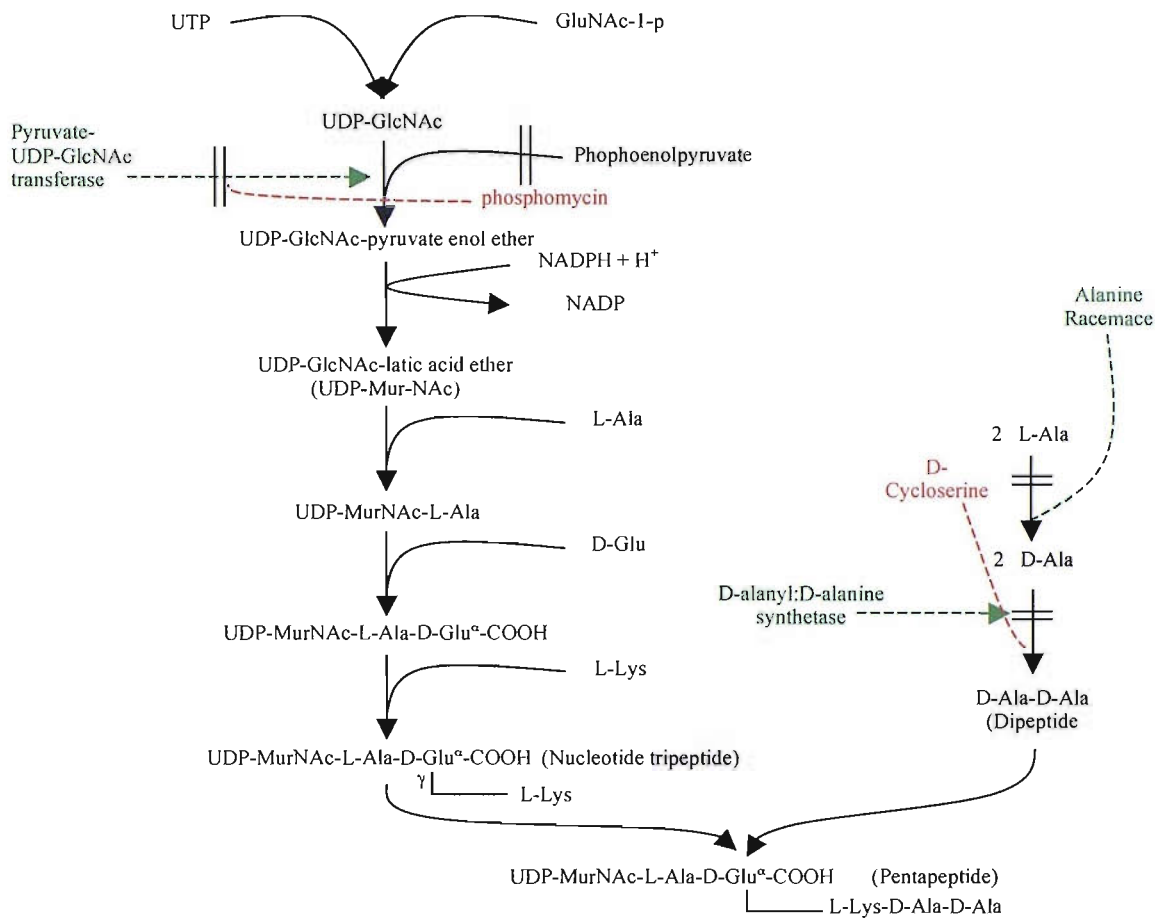 UTP
GluNAc-1-p
UDP-GlcNAc
Pyruvate-
UDP-GlcNAc
transferase
Phophoenolpyruvate
phosphomycin
UDP-GlcNAc-pyruvate enol ether
NADPH + H⁺
NADP
Alanine
Racemace
UDP-GlcNAc-latic acid ether
(UDP-Mur-NAc)
L-Ala
2 L-Ala
D-
Cycloserine
UDP-MurNAc-L-Ala
D-Glu
2 D-Ala
D-alanyl:D-alanine
synthetase
UDP-MurNAc-L-Ala-D-Gluᵅ-COOH
L-Lys
D-Ala-D-Ala
(Dipeptide
UDP-MurNAc-L-Ala-D-Gluᵅ-COOH (Nucleotide tripeptide)
γ
L-Lys
UDP-MurNAc-L-Ala-D-Gluᵅ-COOH (Pentapeptide)
L-Lys-D-Ala-D-Ala